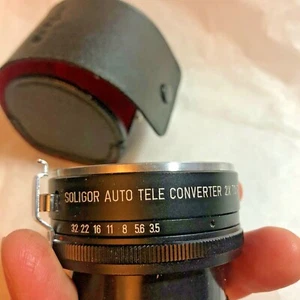 SOLIGOR AUTO TELE CONVERTER 2X
32 22 16 11 8 5.6 3.5